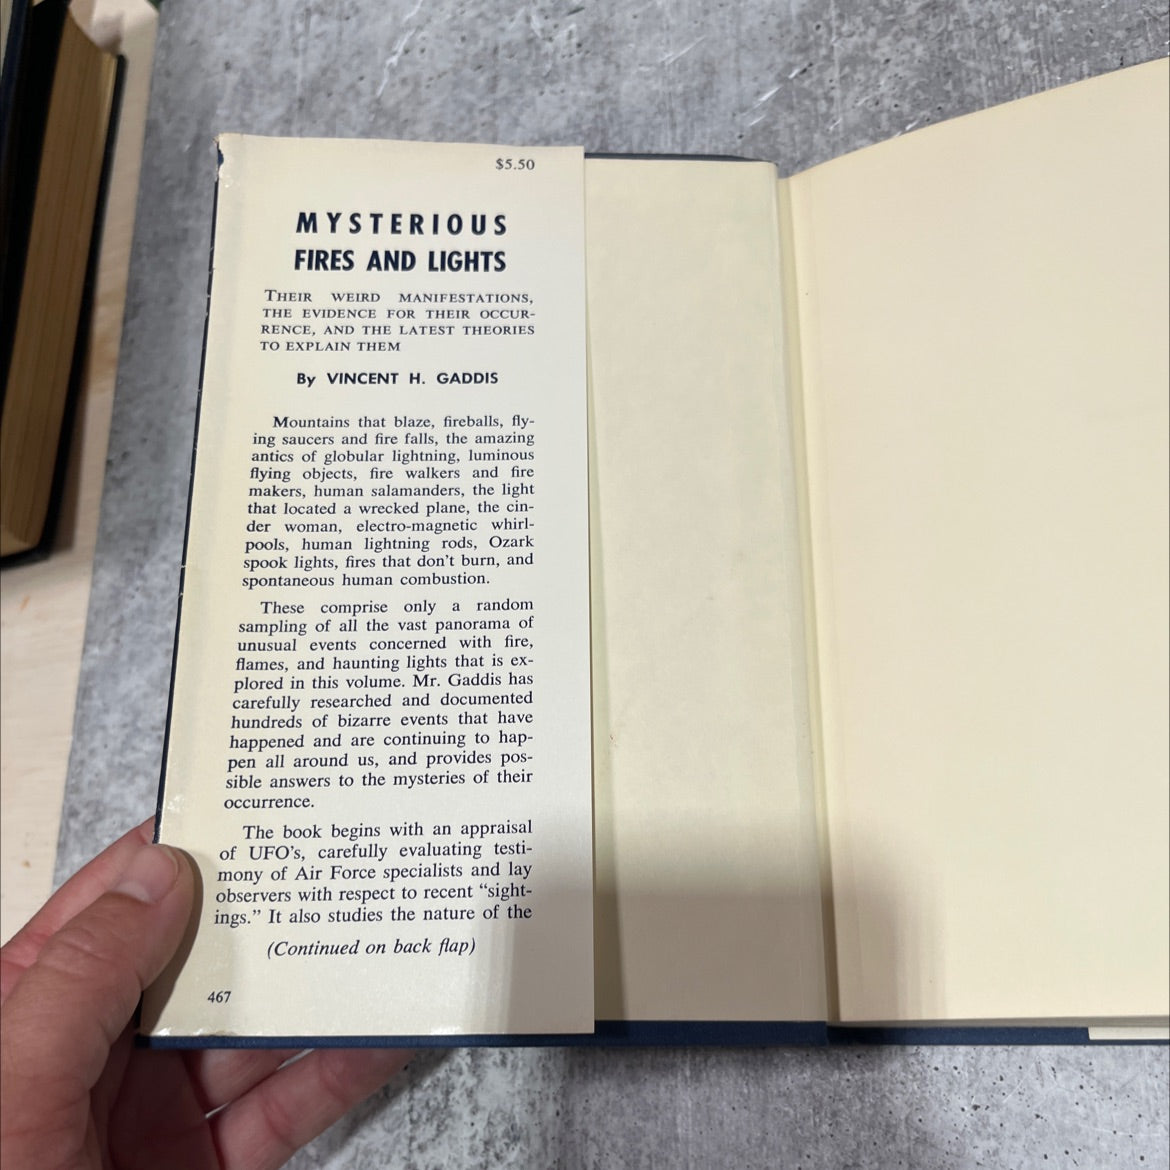 $5.50
MYSTERIOUS
FIRES AND LIGHTS
THEIR WEIRD MANIFESTATIONS,
THE EVIDENCE FOR THEIR OCCUR-
RENCE, AND THE LATEST THEORIES
TO EXPLAIN THEM
By VINCENT H. GADDIS
Mountains that blaze, fireballs, fly-
ing saucers and fire falls, the amazing
antics of globular lightning, luminous
flying objects, fire walkers and fire
makers, human salamanders, the light
that located a wrecked plane, the cin-
der woman, electro-magnetic whirl-
pools, human lightning rods, Ozark
spook lights, fires that don't burn, and
spontaneous human combustion.
These comprise only a random
sampling of all the vast panorama of
unusual events concerned with fire,
flames, and haunting lights that is ex-
plored in this volume. Mr. Gaddis has
carefully researched and documented
hundreds of bizarre events that have
happened and are continuing to hap-
pen all around us, and provides pos-
sible answers to the mysteries of their
occurrence.
The book begins with an appraisal
of UFO's, carefully evaluating testi-
mony of Air Force specialists and lay
observers with respect to recent “sight-
ings.” It also studies the nature of the
(Continued on back flap)
467